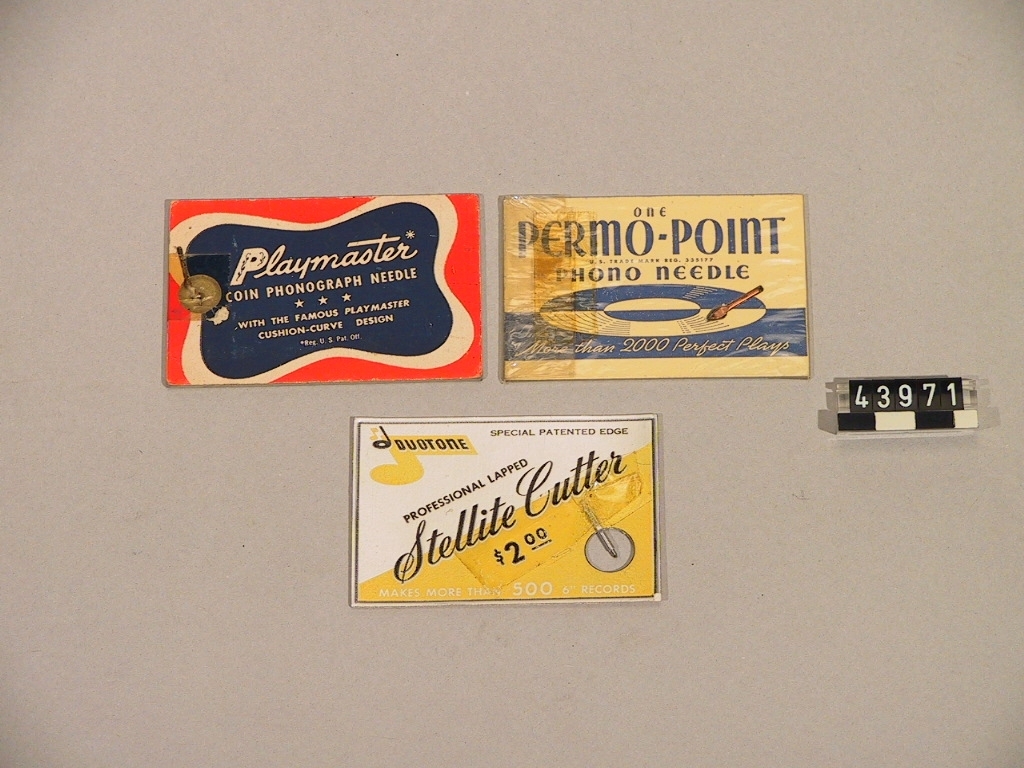 Playmaster*
COIN PHONOGRAPH NEEDLE
★ ★ ★
WITH THE FAMOUS PLAYMASTER
CUSHION-CURVE DESIGN
*Reg. U. S. Pat. Off.
ONE
PERMO-POINT
U.S. TRADE MARK REG. 335177
PHONO NEEDLE
More than 2000 Perfect Plays
43971
DUOTONE
SPECIAL PATENTED EDGE
PROFESSIONAL LAPPED
Stellite Cutter
$2.00
MAKES MORE THAN 500 6" RECORDS